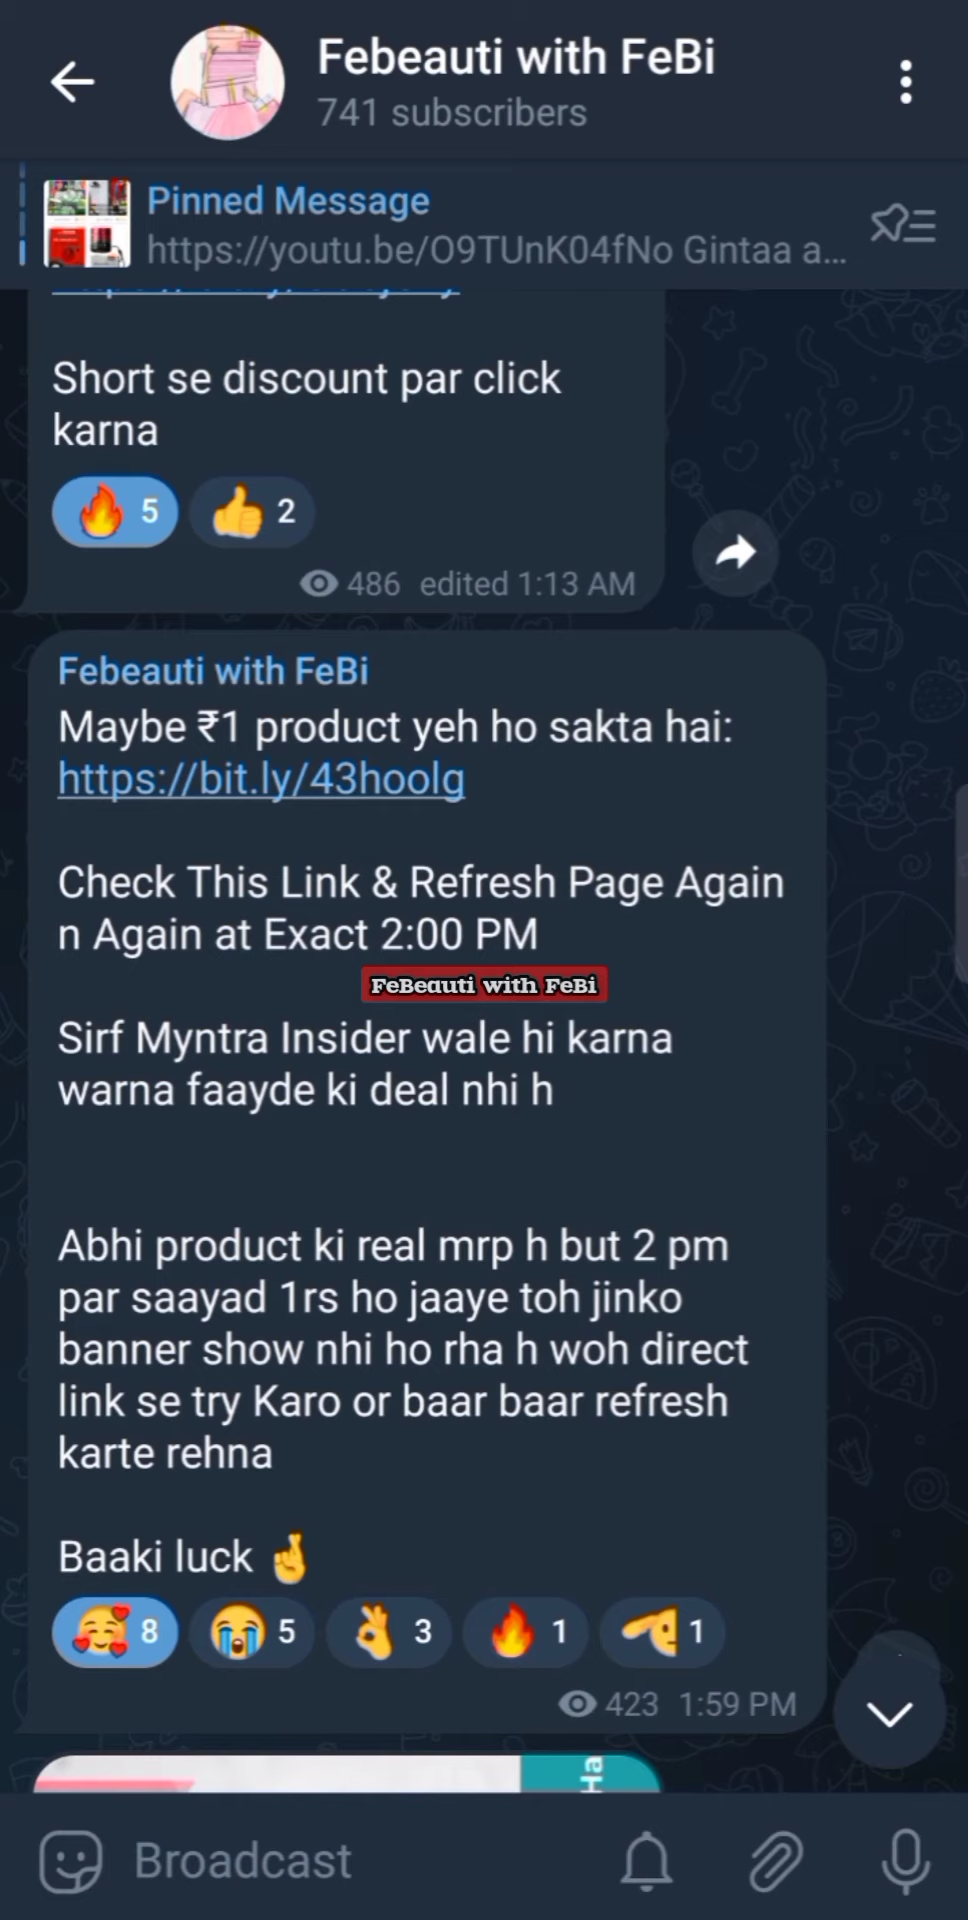 Febeauti with FeBi
741 subscribers
Pinned Message
https://youtu.be/O9TUnK04fNo Gintaa a...
Short se discount par click
karna
5
2
486 edited 1:13 AM
Febeauti with FeBi
Maybe ₹1 product yeh ho sakta hai:
https://bit.ly/43hoolg
Check This Link & Refresh Page Again
n Again at Exact 2:00 PM
FeBeauti with FeBi
Sirf Myntra Insider wale hi karna
warna faayde ki deal nhi h
Abhi product ki real mrp h but 2 pm
par saayad 1rs ho jaaye toh jinko
banner show nhi ho rha h woh direct
link se try Karo or baar baar refresh
karte rehna
Baaki luck 🤞
8
5
3
1
1
423 1:59 PM
Ha
Broadcast